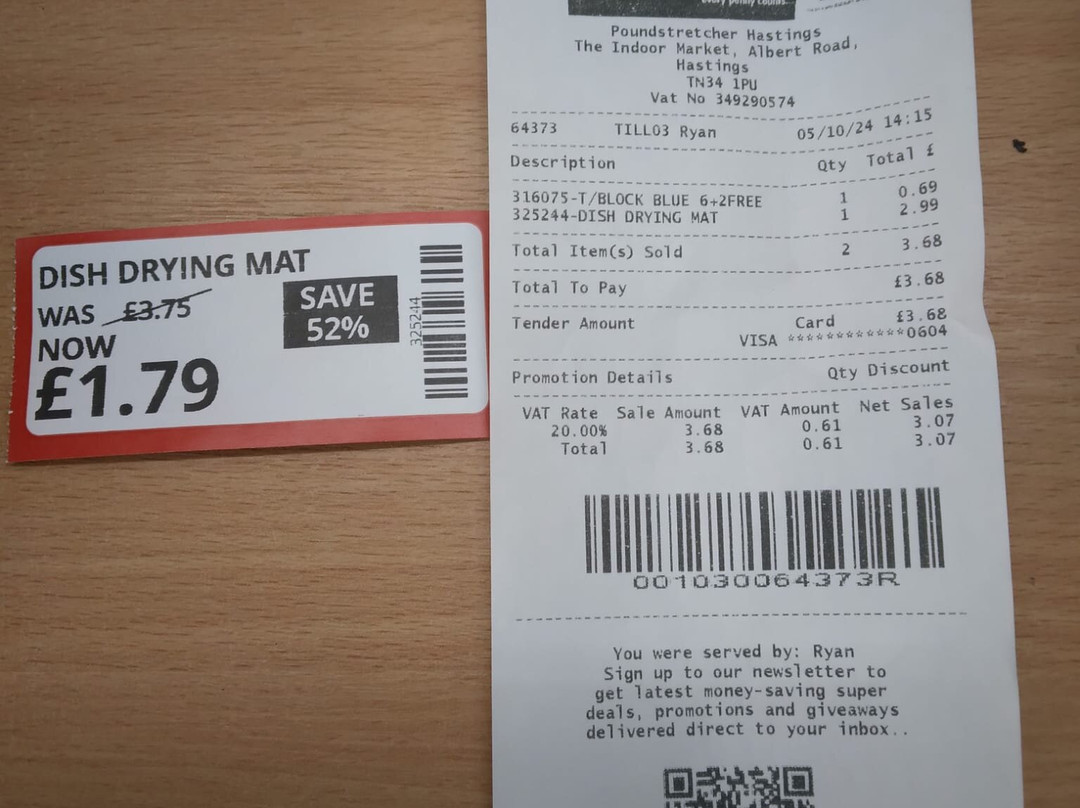 DISH DRYING MAT
WAS £3.75
NOW
£1.79
SAVE
52%
325244
every penny counts.
Poundstretcher Hastings
The Indoor Market, Albert Road,
Hastings
TN34 1PU
Vat No 349290574
64373 TILL03 Ryan 05/10/24 14:15
Description Qty Total £
316075-T/BLOCK BLUE 6+2FREE 1 0.69
325244-DISH DRYING MAT 1 2.99
Total Item(s) Sold 2 3.68
Total To Pay £3.68
Tender Amount Card £3.68
VISA ************0604
Promotion Details Qty Discount
VAT Rate Sale Amount VAT Amount Net Sales
20.00% 3.68 0.61 3.07
Total 3.68 0.61 3.07
001030064373R
You were served by: Ryan
Sign up to our newsletter to
get latest money-saving super
deals, promotions and giveaways
delivered direct to your inbox..